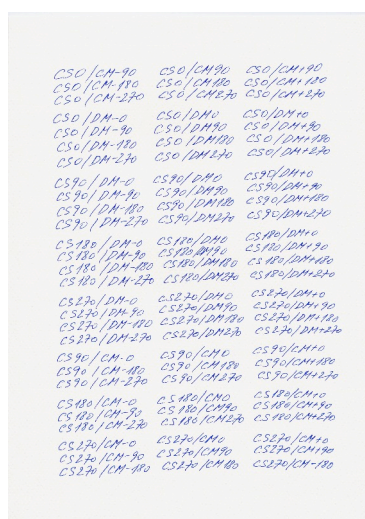 CS0/CM-90 CS0/CM90 CS0/CM+90
CS0/CM-180 CS0/CM180 CS0/CM+180
CS0/CM-270 CS0/CM270 CS0/CM+270
CS0/DM-0 CS0/DM0 CS0/DM+0
CS0/DM-90 CS0/DM90 CS0/DM+90
CS0/DM-180 CS0/DM180 CS0/DM+180
CS0/DM-270 CS0/DM270 CS0/DM+270
CS90/DM-0 CS90/DM0 CS90/DM+0
CS90/DM-90 CS90/DM90 CS90/DM+90
CS90/DM-180 CS90/DM180 CS90/DM+180
CS90/DM-270 CS90/DM270 CS90/DM+270
CS180/DM-0 CS180/DM0 CS180/DM+0
CS180/DM-90 CS180/DM90 CS180/DM+90
CS180/DM-180 CS180/DM180 CS180/DM+180
CS180/DM-270 CS180/DM270 CS180/DM+270
CS270/DM-0 CS270/DM0 CS270/DM+0
CS270/DM-90 CS270/DM90 CS270/DM+90
CS270/DM-180 CS270/DM180 CS270/DM+180
CS270/DM-270 CS270/DM270 CS270/DM+270
CS90/CM-0 CS90/CM0 CS90/CM+0
CS90/CM-180 CS90/CM180 CS90/CM+180
CS90/CM-270 CS90/CM270 CS90/CM+270
CS180/CM-0 CS180/CM0 CS180/CM+0
CS180/CM-90 CS180/CM90 CS180/CM+90
CS180/CM-270 CS180/CM270 CS180/CM+270
CS270/CM-0 CS270/CM0 CS270/CM+0
CS270/CM-90 CS270/CM90 CS270/CM+90
CS270/CM-180 CS270/CM180 CS270/CM-180